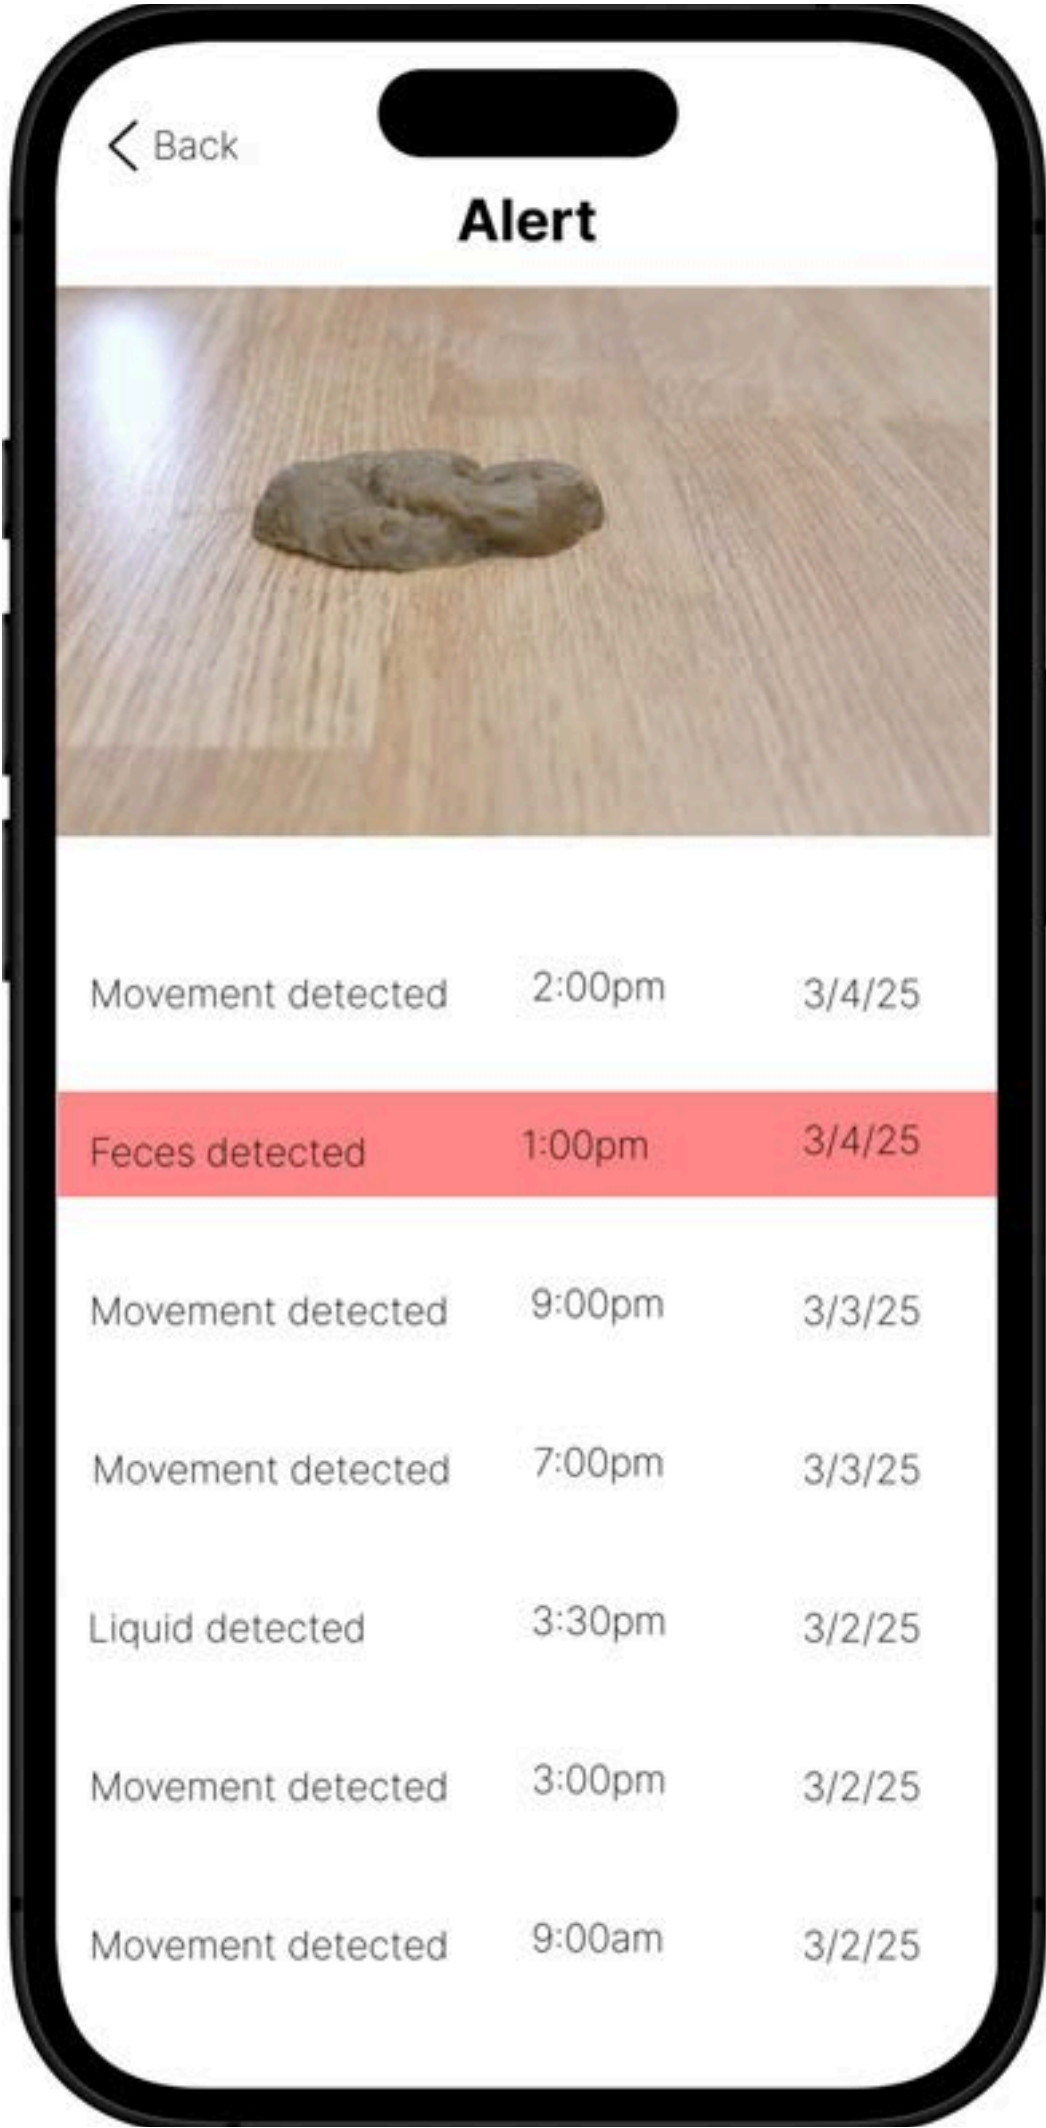 Back
Alert
Movement detected 2:00pm 3/4/25
Feces detected 1:00pm 3/4/25
Movement detected 9:00pm 3/3/25
Movement detected 7:00pm 3/3/25
Liquid detected 3:30pm 3/2/25
Movement detected 3:00pm 3/2/25
Movement detected 9:00am 3/2/25